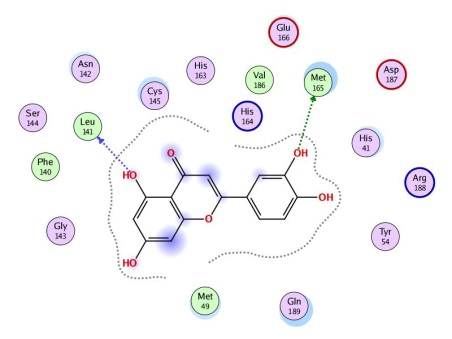 Glu
166
Asn
142
His
163
Val
186
Met
165
Asp
187
Cys
145
Ser
144
Leu
141
His
164
His
41
Phe
140
OH
O
OH
OH
Arg
188
Gly
143
O
HO
Tyr
54
Met
49
Gln
189